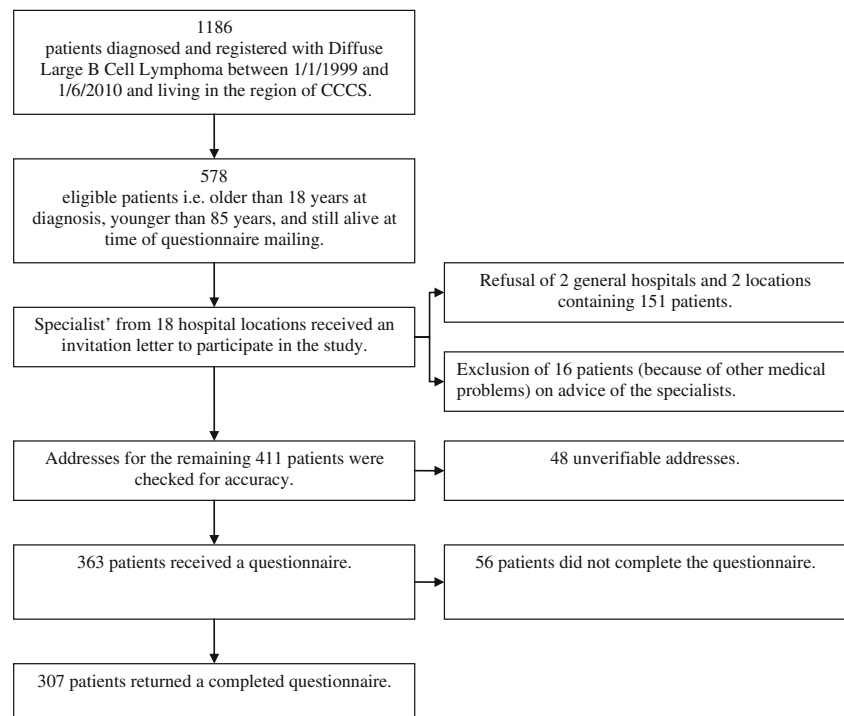 1186
patients diagnosed and registered with Diffuse
Large B Cell Lymphoma between 1/1/1999 and
1/6/2010 and living in the region of CCCS.
578
eligible patients i.e. older than 18 years at
diagnosis, younger than 85 years, and still alive at
time of questionnaire mailing.
Refusal of 2 general hospitals and 2 locations
containing 151 patients.
Specialist’ from 18 hospital locations received an
invitation letter to participate in the study.
Exclusion of 16 patients (because of other medical
problems) on advice of the specialists.
Addresses for the remaining 411 patients were
checked for accuracy.
48 unverifiable addresses.
363 patients received a questionnaire.
56 patients did not complete the questionnaire.
307 patients returned a completed questionnaire.